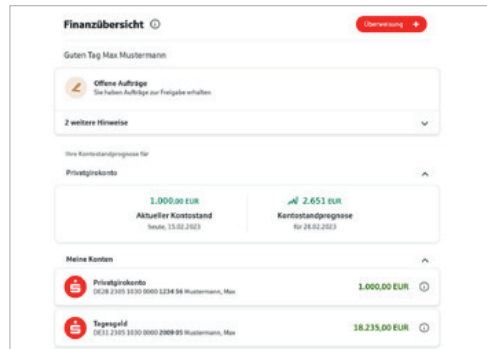 Finanzübersicht
Überweisung +
Guten Tag Max Mustermann
Offene Aufträge
Sie haben Aufträge zur Freigabe erhalten
2 weitere Hinweise
Ihre Kontostandprognose für
Privatgirokonto
1.000,00 EUR
Aktueller Kontostand
heute, 15.02.2023
2.651 EUR
Kontostandprognose
für 28.02.2023
Meine Konten
Privatgirokonto
DE28 2305 1030 0000 1234 56 Mustermann, Max
1.000,00 EUR
Tagesgeld
DE31 2305 1030 0000 2009 05 Mustermann, Max
18.235,00 EUR